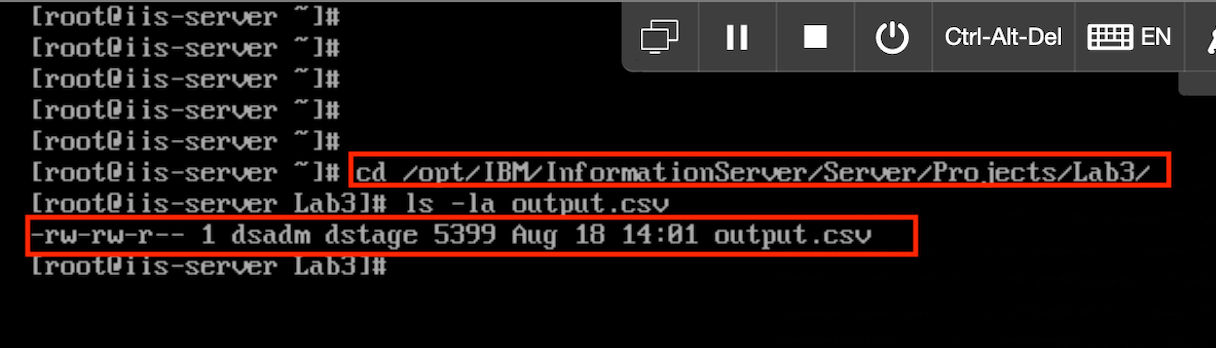 [root@iis-server ~]#
[root@iis-server ~]#
[root@iis-server ~]#
[root@iis-server ~]#
[root@iis-server ~]#
[root@iis-server ~]# cd /opt/IBM/InformationServer/Server/Projects/Lab3/
[root@iis-server Lab3]# ls -la output.csv
-rw-rw-r-- 1 dsadm dstage 5399 Aug 18 14:01 output.csv
[root@iis-server Lab3]#
Ctrl-Alt-Del
EN